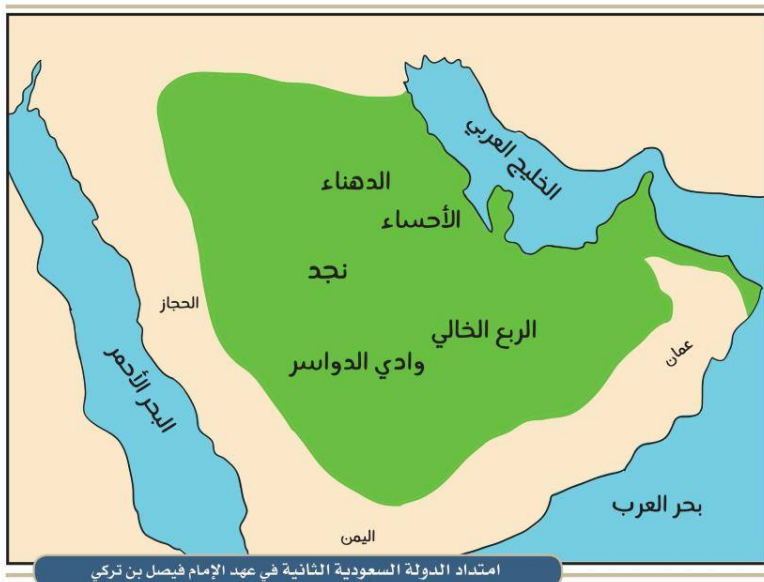 الخليج العربي
الدهناء
الأحساء
نجد
الحجاز
الربع الخالي
وادي الدواسر
عمان
البحر الأحمر
بحر العرب
اليمن
امتداد الدولة السعودية الثانية في عهد الإمام فيصل بن تركي